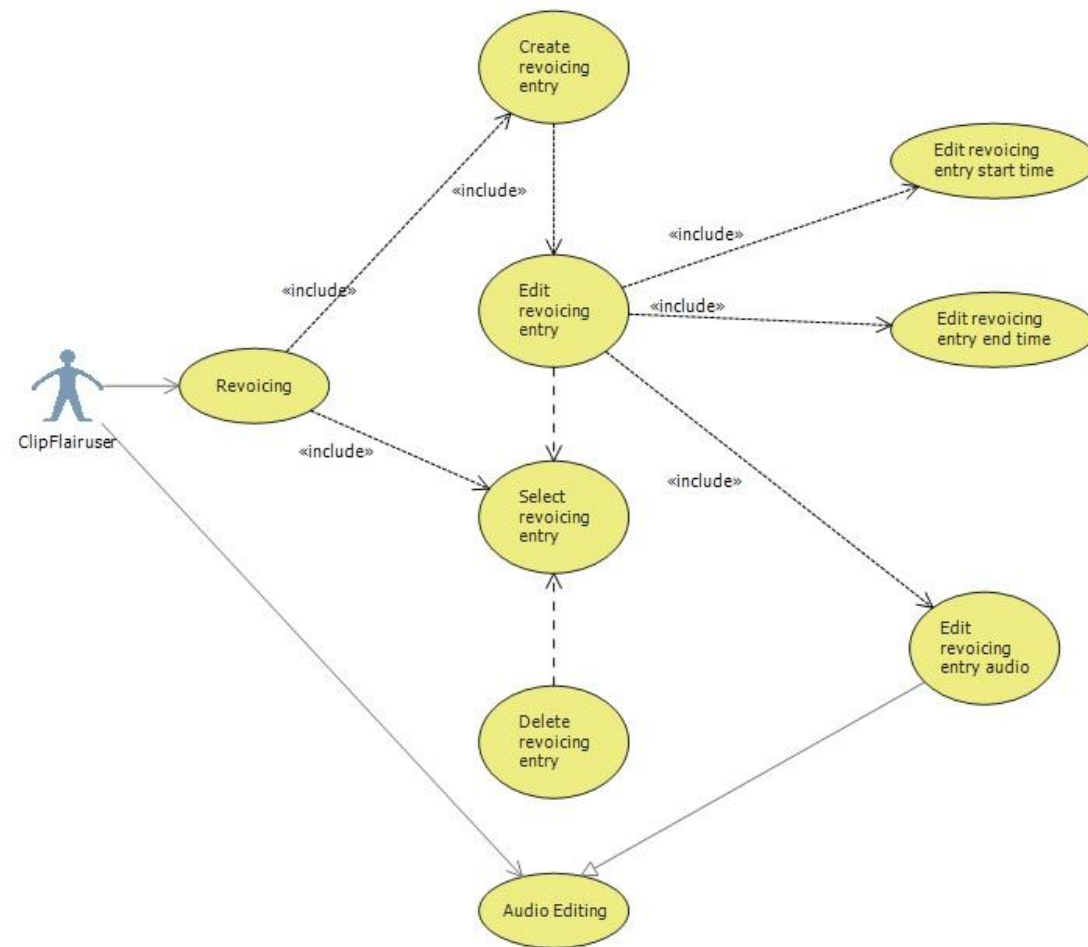 Create
revoicing
entry
Edit revoicing
entry start time
«include»
«include»
«include»
Edit
revoicing
entry
«include»
Edit revoicing
entry end time
Revoicing
ClipFlairuser
«include»
«include»
Select
revoicing
entry
Edit
revoicing
entry audio
Delete
revoicing
entry
Audio Editing